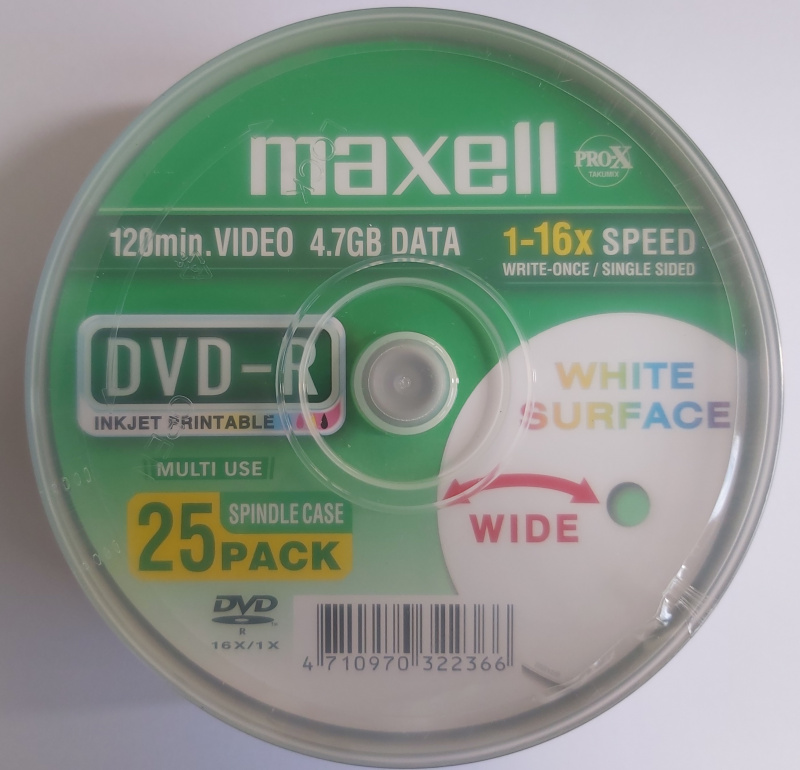 maxell
PRO-X
TAKUMIX
120min.VIDEO 4.7GB DATA
1-16x SPEED
WRITE-ONCE / SINGLE SIDED
DVD-R
INKJET PRINTABLE
WHITE
SURFACE
MULTI USE
WIDE
25 SPINDLE CASE
PACK
DVD
R
16X/1X
4 710970 322366